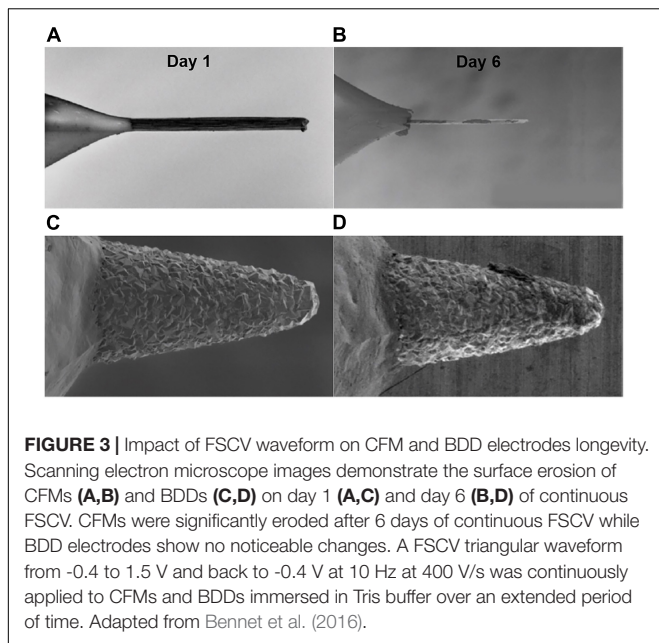 A
B
Day 1
Day 6
C
D
FIGURE 3 | Impact of FSCV waveform on CFM and BDD electrodes longevity.
Scanning electron microscope images demonstrate the surface erosion of
CFMs (A,B) and BDDs (C,D) on day 1 (A,C) and day 6 (B,D) of continuous
FSCV. CFMs were significantly eroded after 6 days of continuous FSCV while
BDD electrodes show no noticeable changes. A FSCV triangular waveform
from -0.4 to 1.5 V and back to -0.4 V at 10 Hz at 400 V/s was continuously
applied to CFMs and BDDs immersed in Tris buffer over an extended period
of time. Adapted from Bennet et al. (2016).